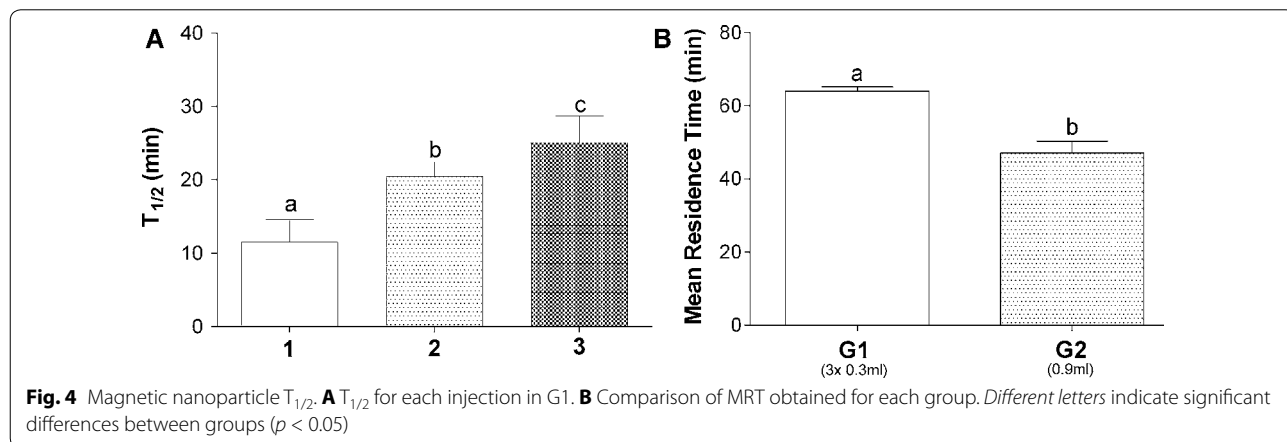 A
T1/2 (min)
40
30
20
10
0
a
b
c
1
2
3
B
Mean Residence Time (min)
80
60
40
20
0
a
b
G1
(3x 0.3ml)
G2
(0.9ml)
Fig. 4 Magnetic nanoparticle T1/2. A T1/2 for each injection in G1. B Comparison of MRT obtained for each group. Different letters indicate significant
differences between groups (p < 0.05)